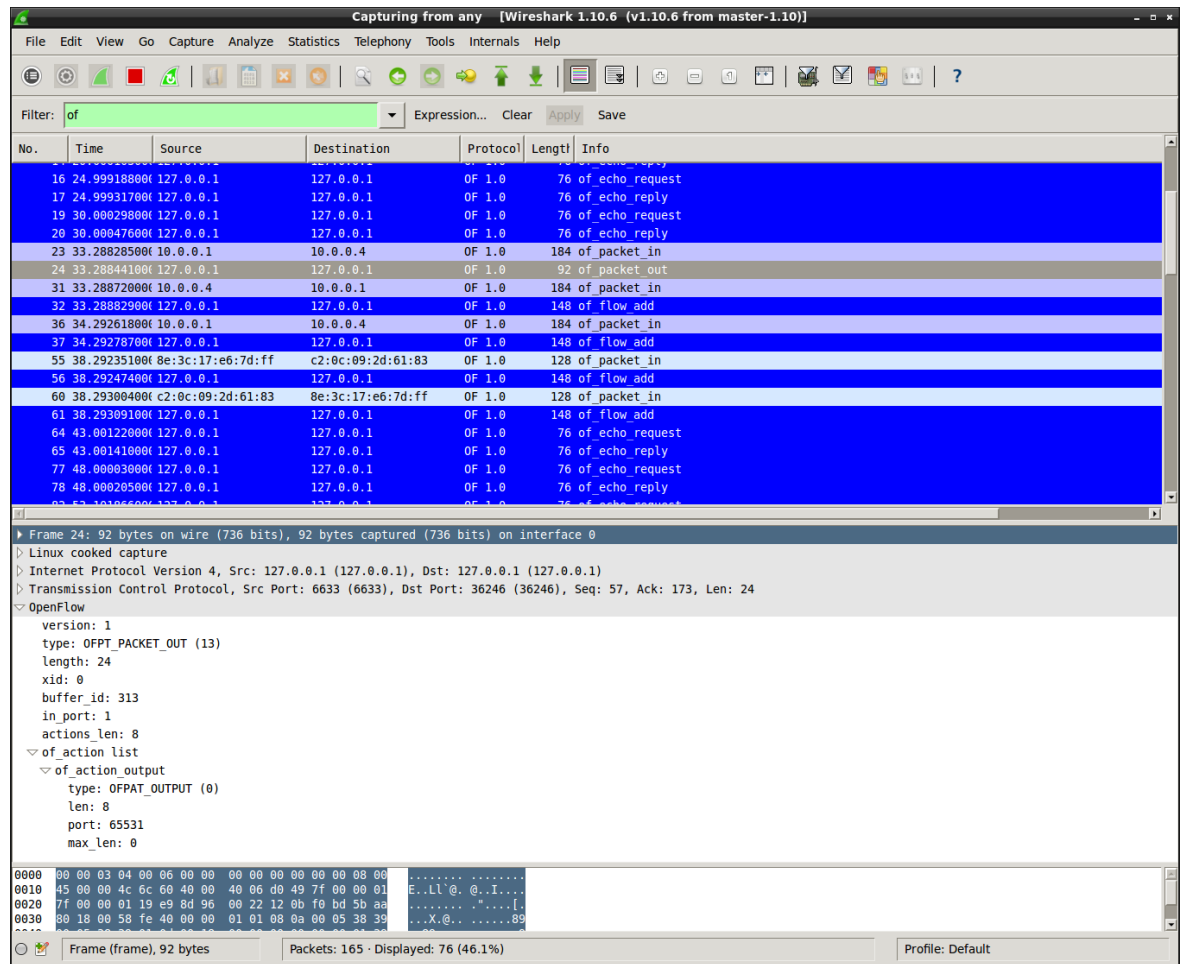 Capturing from any [Wireshark 1.10.6 (v1.10.6 from master-1.10)]
File Edit View Go Capture Analyze Statistics Telephony Tools Internals Help
Filter: of Expression... Clear Apply Save
No. Time Source Destination Protocol Length Info
16 24.999188000 127.0.0.1 127.0.0.1 OF 1.0 76 of_echo_request
17 24.999317000 127.0.0.1 127.0.0.1 OF 1.0 76 of_echo_reply
19 30.000298000 127.0.0.1 127.0.0.1 OF 1.0 76 of_echo_request
20 30.000476000 127.0.0.1 127.0.0.1 OF 1.0 76 of_echo_reply
23 33.288285000 10.0.0.1 10.0.0.4 OF 1.0 184 of_packet_in
24 33.288441000 127.0.0.1 127.0.0.1 OF 1.0 92 of_packet_out
31 33.288720000 10.0.0.4 10.0.0.1 OF 1.0 184 of_packet_in
32 33.288829000 127.0.0.1 127.0.0.1 OF 1.0 148 of_flow_add
36 34.292618000 10.0.0.1 10.0.0.4 OF 1.0 184 of_packet_in
37 34.292787000 127.0.0.1 127.0.0.1 OF 1.0 148 of_flow_add
55 38.292351000 8e:3c:17:e6:7d:ff c2:0c:09:2d:61:83 OF 1.0 128 of_packet_in
56 38.292474000 127.0.0.1 127.0.0.1 OF 1.0 148 of_flow_add
60 38.293004000 c2:0c:09:2d:61:83 8e:3c:17:e6:7d:ff OF 1.0 128 of_packet_in
61 38.293091000 127.0.0.1 127.0.0.1 OF 1.0 148 of_flow_add
64 43.001220000 127.0.0.1 127.0.0.1 OF 1.0 76 of_echo_request
65 43.001410000 127.0.0.1 127.0.0.1 OF 1.0 76 of_echo_reply
77 48.000030000 127.0.0.1 127.0.0.1 OF 1.0 76 of_echo_request
78 48.000205000 127.0.0.1 127.0.0.1 OF 1.0 76 of_echo_reply
Frame 24: 92 bytes on wire (736 bits), 92 bytes captured (736 bits) on interface 0
Linux cooked capture
Internet Protocol Version 4, Src: 127.0.0.1 (127.0.0.1), Dst: 127.0.0.1 (127.0.0.1)
Transmission Control Protocol, Src Port: 6633 (6633), Dst Port: 36246 (36246), Seq: 57, Ack: 173, Len: 24
OpenFlow
version: 1
type: OFPT_PACKET_OUT (13)
length: 24
xid: 0
buffer_id: 313
in_port: 1
actions_len: 8
of_action list
of_action_output
type: OFPAT_OUTPUT (0)
len: 8
port: 65531
max_len: 0
0000 00 00 03 04 00 06 00 00 00 00 00 00 00 00 08 00 ........ ........
0010 45 00 00 4c 6c 60 40 00 40 06 d0 49 7f 00 00 01 E..Ll`@. @..I....
0020 7f 00 00 01 19 e9 8d 96 00 22 12 0b f0 bd 5b aa ........ ."....[.
0030 80 18 00 58 fe 40 00 00 01 01 08 0a 00 05 38 39 ...X.@.. ......89
Frame (frame), 92 bytes Packets: 165 · Displayed: 76 (46.1%) Profile: Default